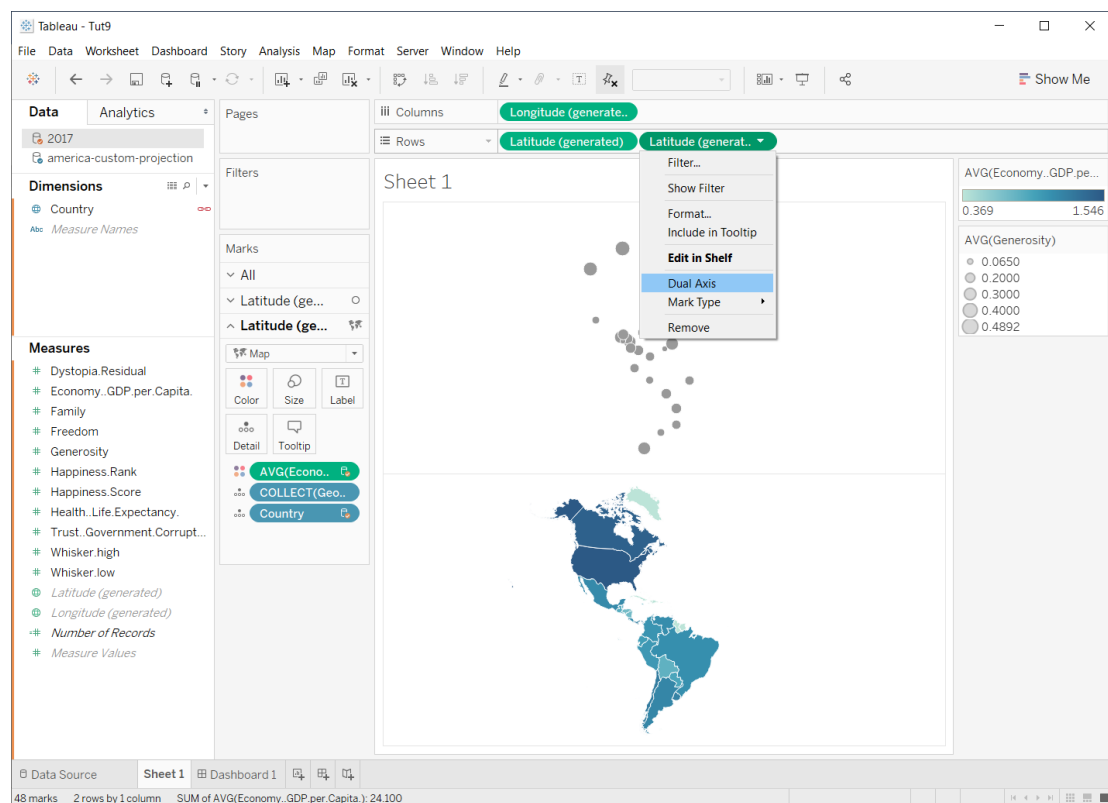 Tableau - Tut9
File Data Worksheet Dashboard Story Analysis Map Format Server Window Help
Show Me
Data Analytics
2017
america-custom-projection
Dimensions
Country
Abc Measure Names
Measures
# Dystopia.Residual
# Economy..GDP.per.Capita.
# Family
# Freedom
# Generosity
# Happiness.Rank
# Happiness.Score
# Health..Life.Expectancy.
# Trust..Government.Corrupt...
# Whisker.high
# Whisker.low
Latitude (generated)
Longitude (generated)
=# Number of Records
# Measure Values
Pages
Filters
Marks
All
Latitude (ge...
Latitude (ge...
Map
Color Size Label
Detail Tooltip
AVG(Econo..
COLLECT(Geo..
Country
Columns Longitude (generate..
Rows Latitude (generated) Latitude (generat..
Sheet 1
Filter...
Show Filter
Format...
Include in Tooltip
Edit in Shelf
Dual Axis
Mark Type
Remove
AVG(Economy..GDP.pe...
0.369 1.546
AVG(Generosity)
0.0650
0.2000
0.3000
0.4000
0.4892
Data Source Sheet 1 Dashboard 1
48 marks 2 rows by 1 column SUM of AVG(Economy..GDP.per.Capita.): 24.100